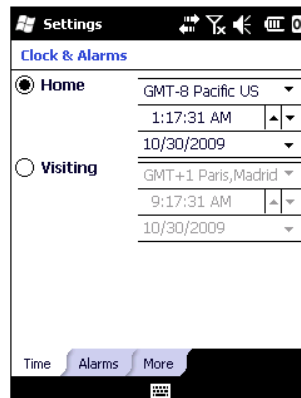 Settings
Clock & Alarms
Home
GMT-8 Pacific US
1:17:31 AM
10/30/2009
Visiting
GMT+1 Paris,Madrid
9:17:31 AM
10/30/2009
Time Alarms More